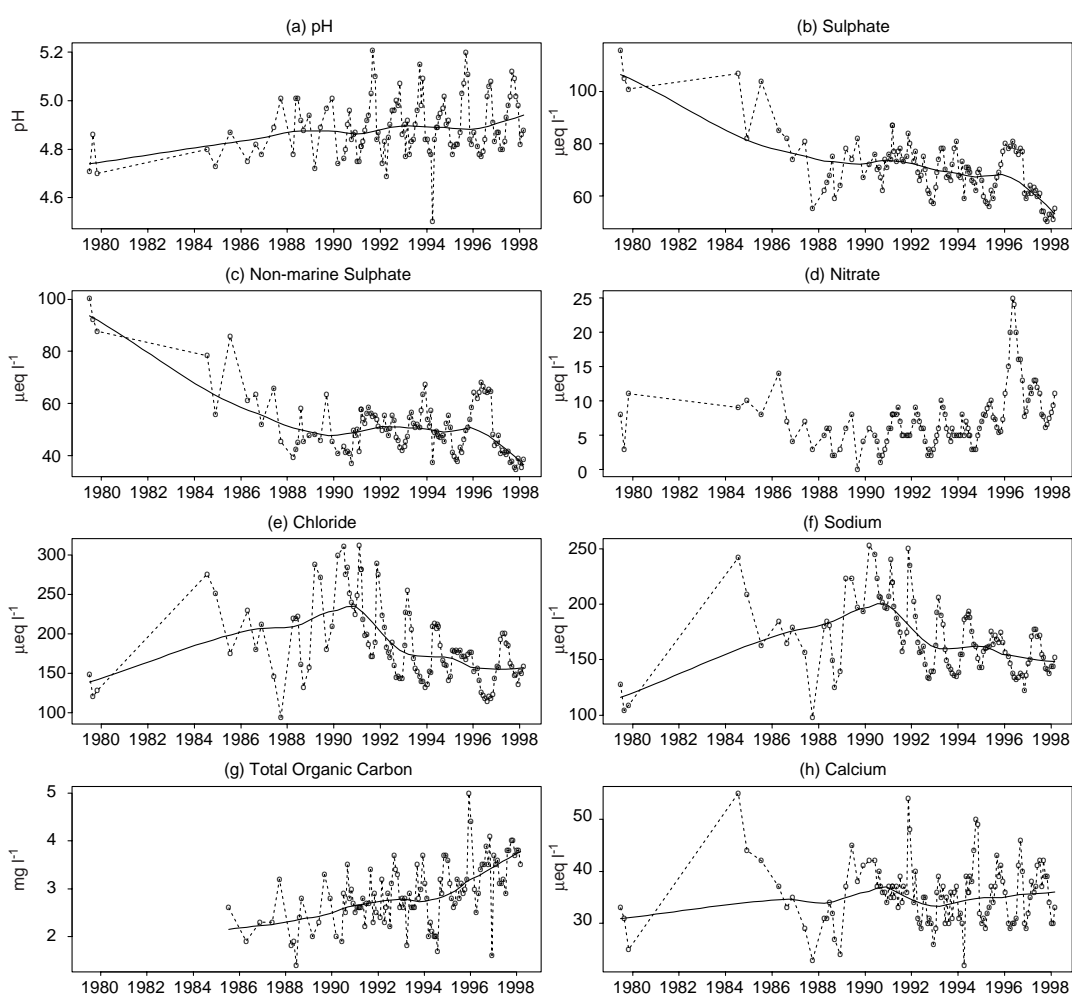 (a) pH
(b) Sulphate
pH
5.2
5.0
4.8
4.6
1980 1982 1984 1986 1988 1990 1992 1994 1996 1998
µeq l-1
100
80
60
1980 1982 1984 1986 1988 1990 1992 1994 1996 1998
(c) Non-marine Sulphate
(d) Nitrate
µeq l-1
100
80
60
40
1980 1982 1984 1986 1988 1990 1992 1994 1996 1998
µeq l-1
25
20
15
10
5
0
1980 1982 1984 1986 1988 1990 1992 1994 1996 1998
(e) Chloride
(f) Sodium
µeq l-1
300
250
200
150
100
1980 1982 1984 1986 1988 1990 1992 1994 1996 1998
µeq l-1
250
200
150
100
1980 1982 1984 1986 1988 1990 1992 1994 1996 1998
(g) Total Organic Carbon
(h) Calcium
mg l-1
5
4
3
2
1980 1982 1984 1986 1988 1990 1992 1994 1996 1998
µeq l-1
50
40
30
1980 1982 1984 1986 1988 1990 1992 1994 1996 1998